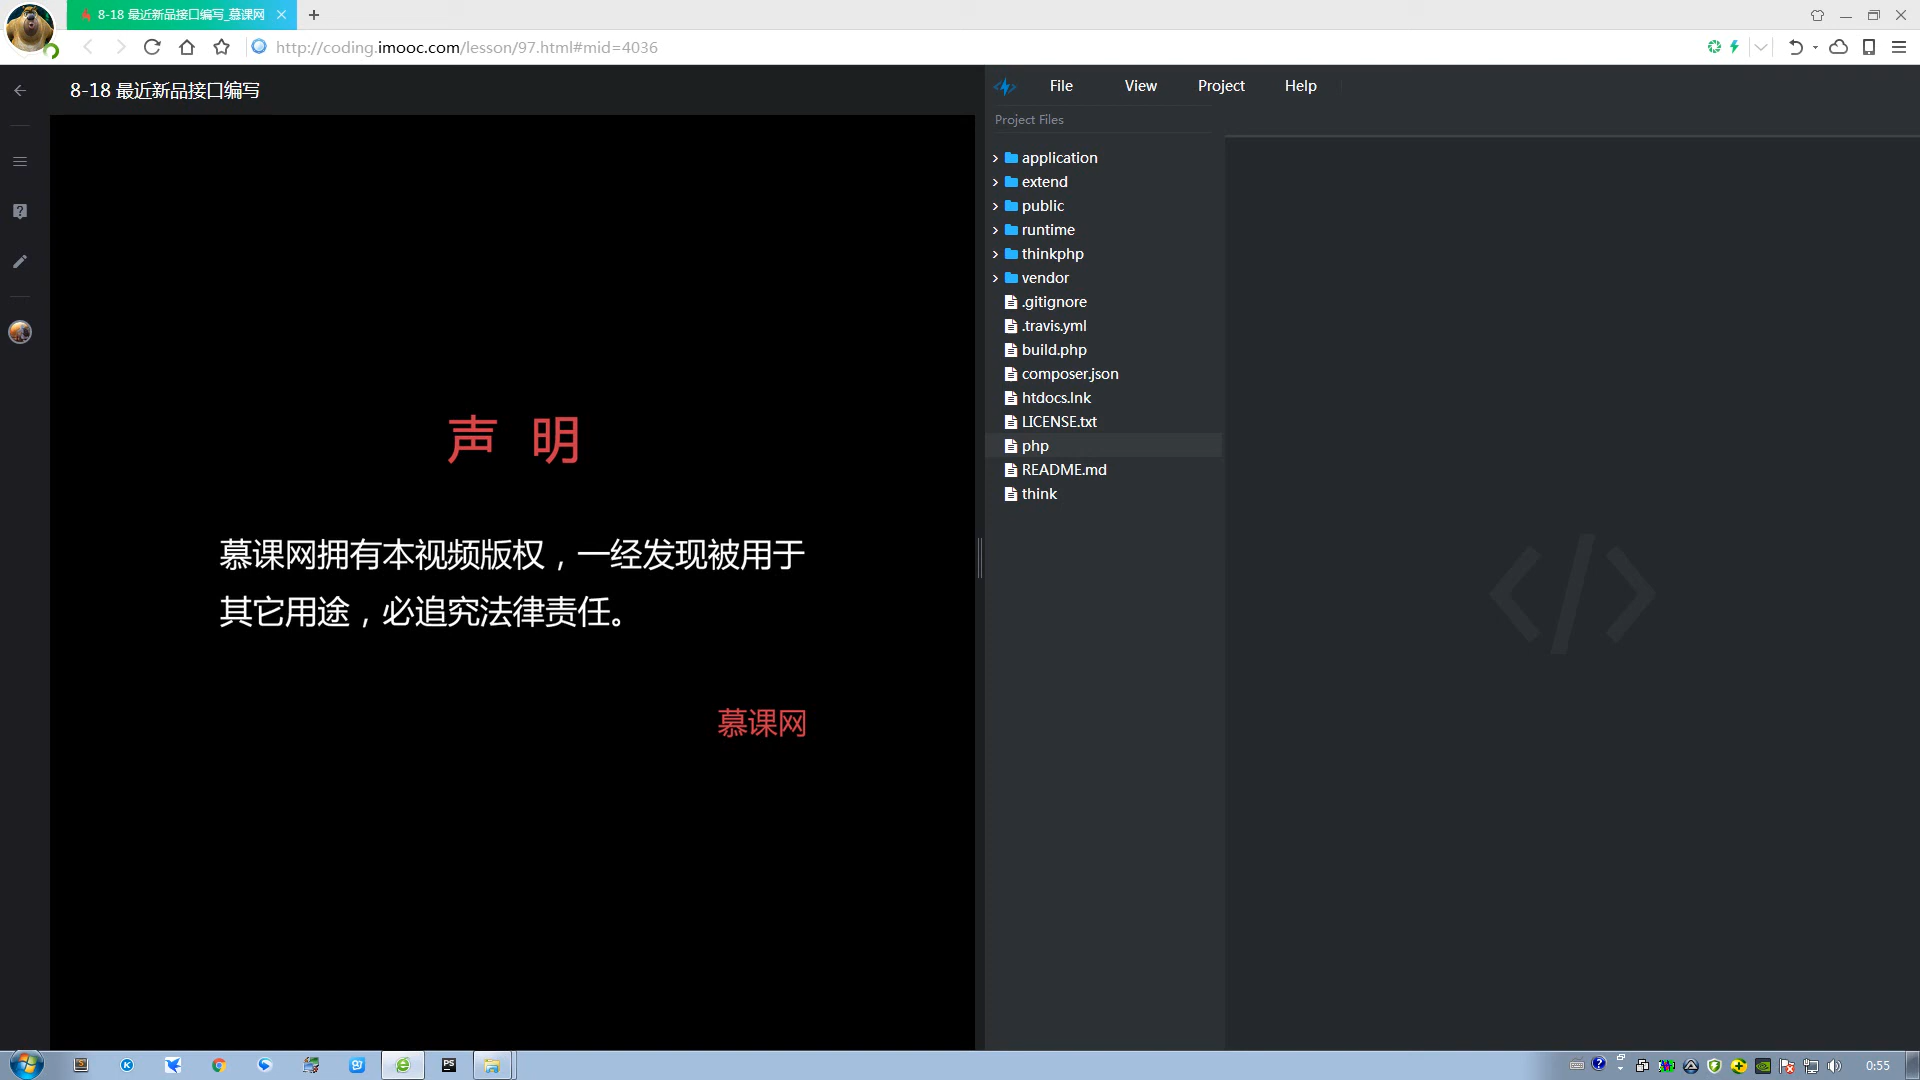 8-18 最近新品接口编写_慕课网
http://coding.imooc.com/lesson/97.html#mid=4036
8-18 最近新品接口编写
File View Project Help
Project Files
application
extend
public
runtime
thinkphp
vendor
.gitignore
.travis.yml
build.php
composer.json
htdocs.lnk
LICENSE.txt
php
README.md
think
声 明
慕课网拥有本视频版权，一经发现被用于
其它用途，必追究法律责任。
慕课网
0:55